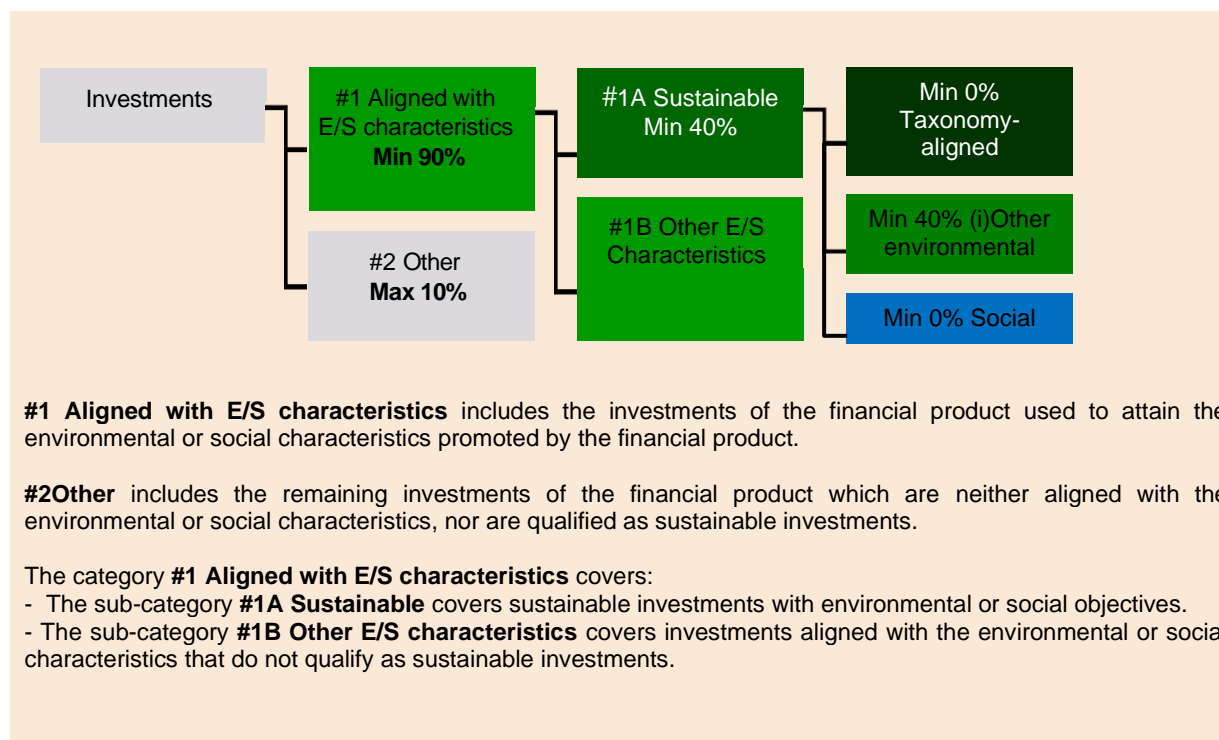 Investments
#1 Aligned with
E/S characteristics
Min 90%
#2 Other
Max 10%
#1A Sustainable
Min 40%
#1B Other E/S
Characteristics
Min 0%
Taxonomy-
aligned
Min 40% (i)Other
environmental
Min 0% Social
#1 Aligned with E/S characteristics includes the investments of the financial product used to attain the
environmental or social characteristics promoted by the financial product.
#2Other includes the remaining investments of the financial product which are neither aligned with the
environmental or social characteristics, nor are qualified as sustainable investments.
The category #1 Aligned with E/S characteristics covers:
- The sub-category #1A Sustainable covers sustainable investments with environmental or social objectives.
- The sub-category #1B Other E/S characteristics covers investments aligned with the environmental or social
characteristics that do not qualify as sustainable investments.